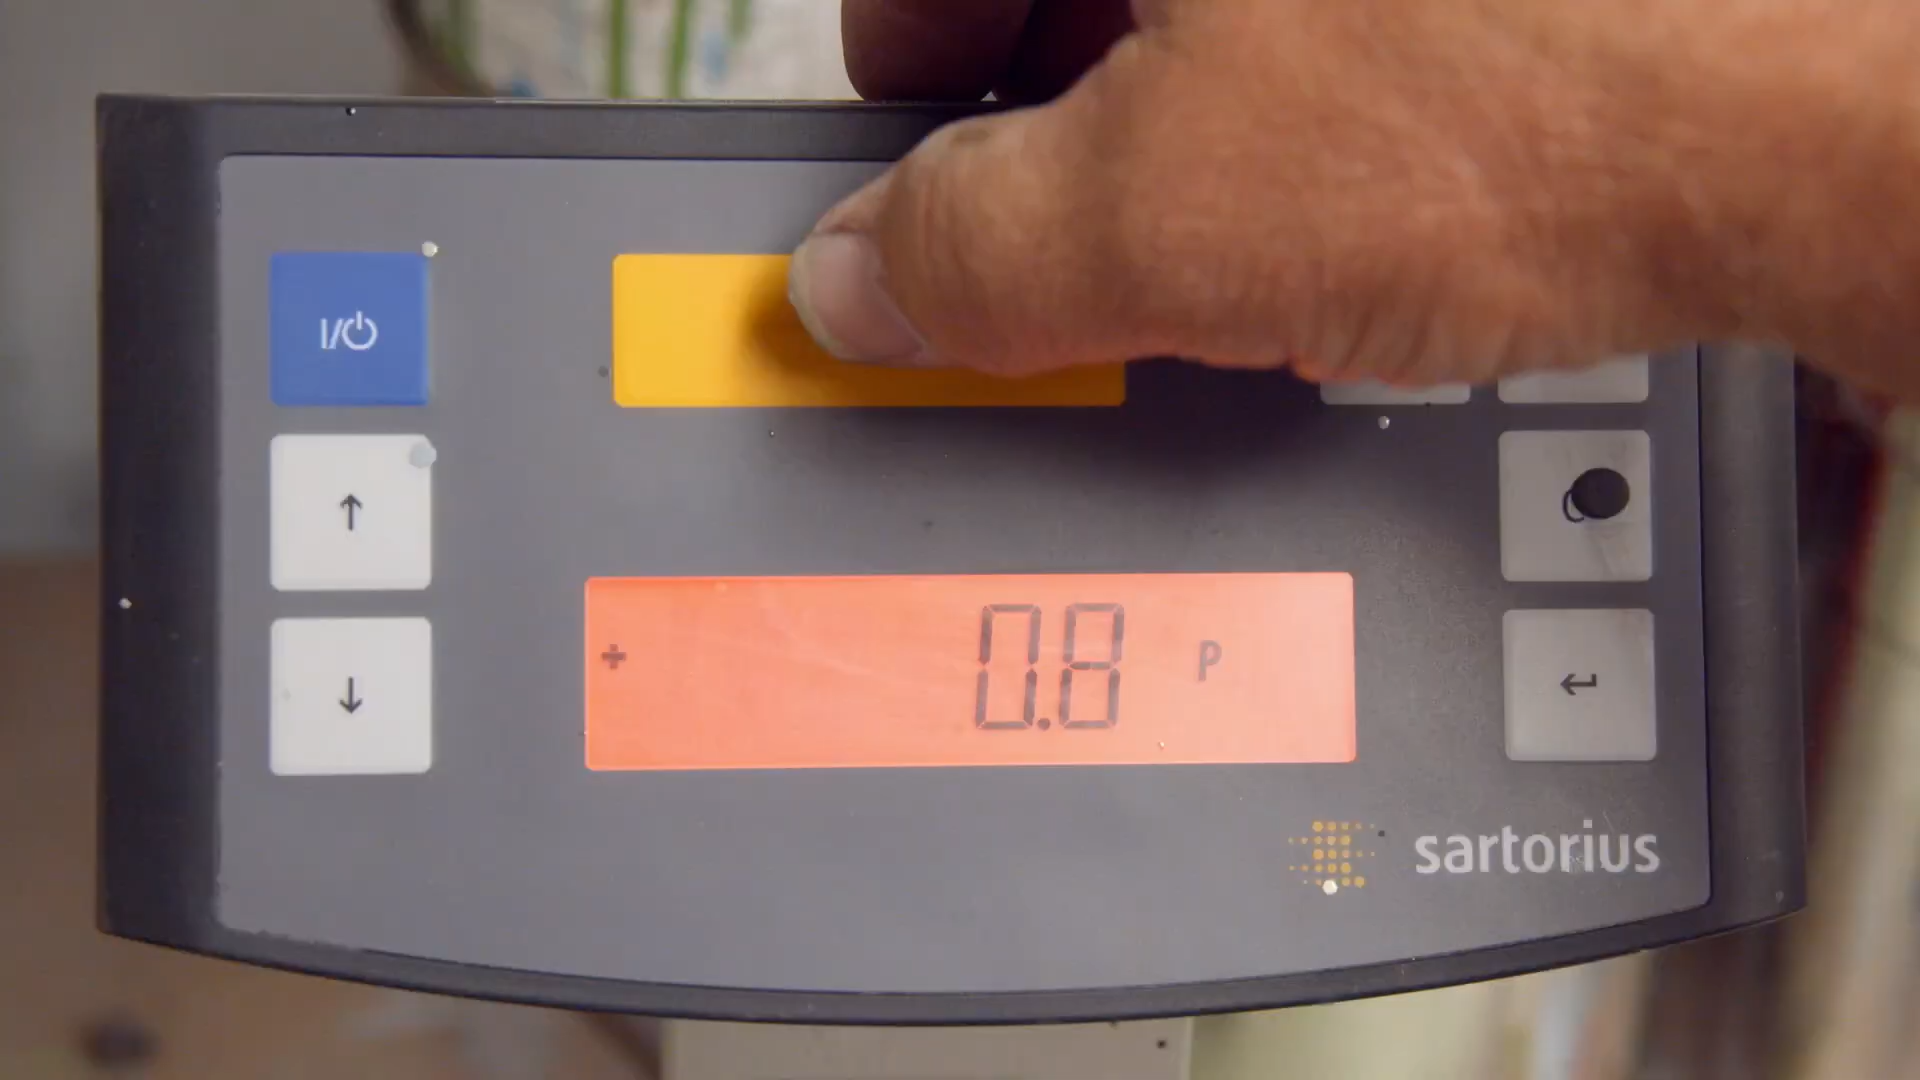 I/⏻
↑
+ 0.8 P
↓
↵
sartorius